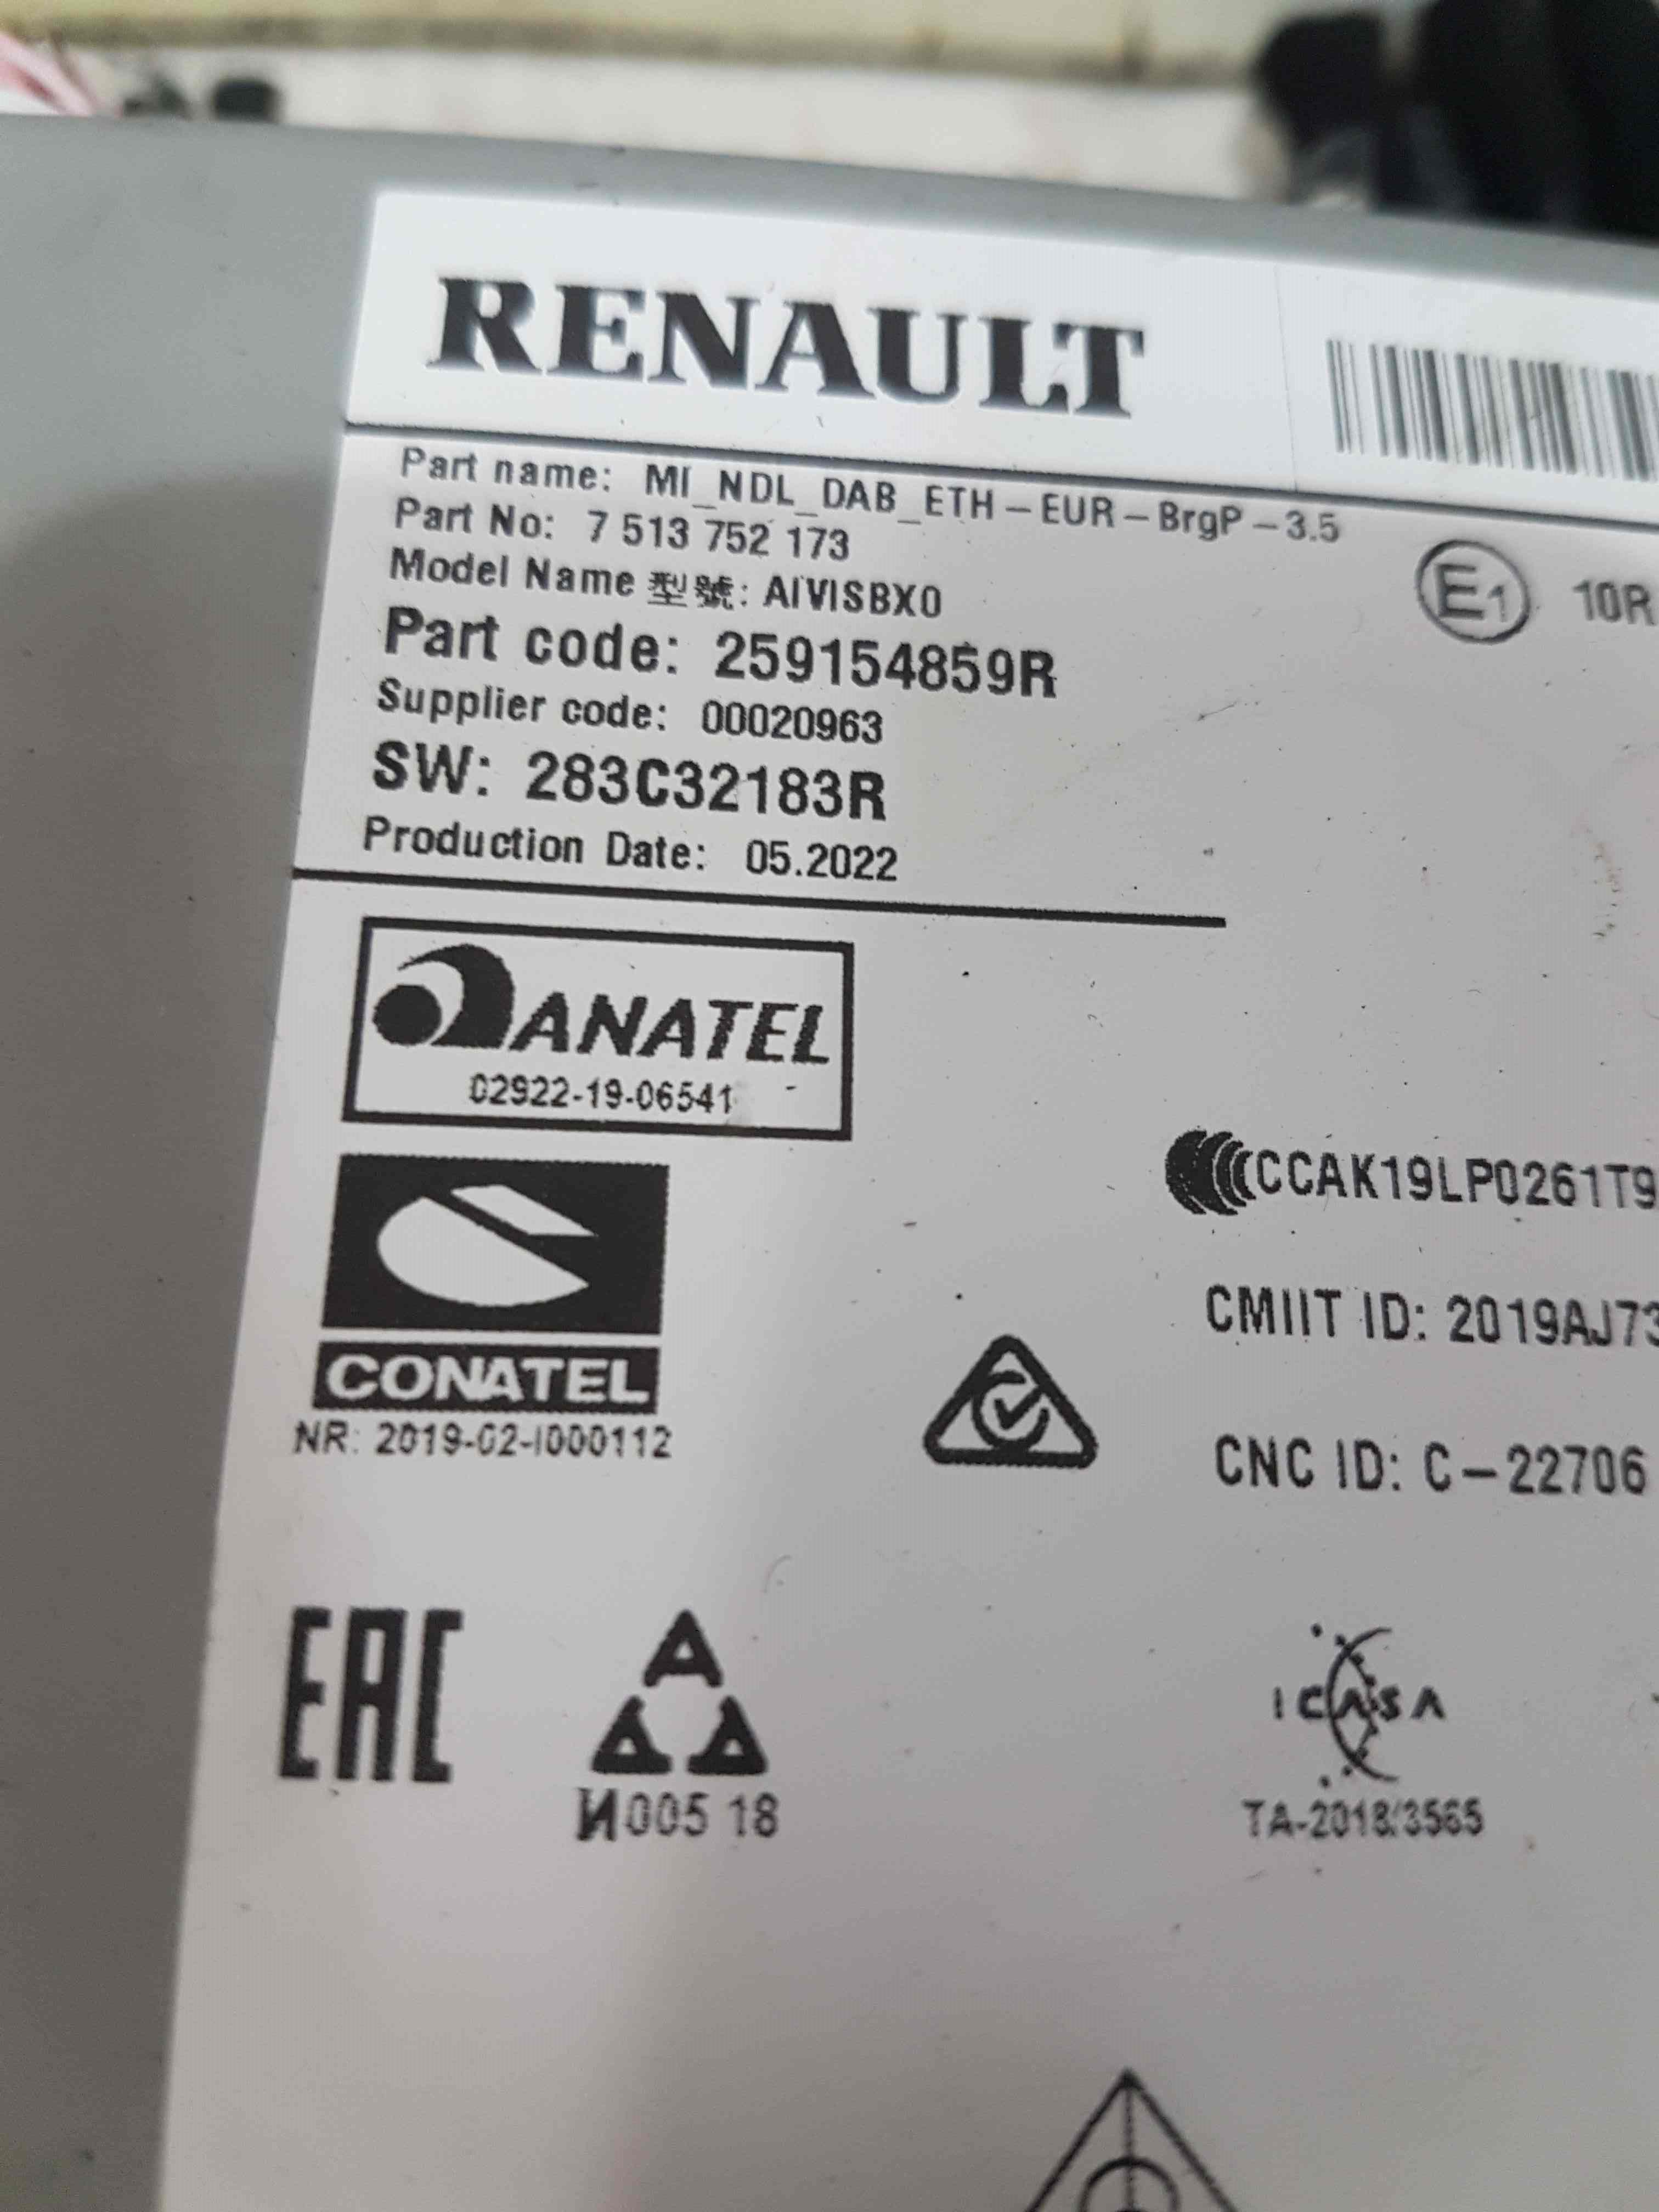 RENAULT
Part name: MI_NDL_DAB_ETH-EUR-BrgP-3.5
Part No: 7 513 752 173
Model Name 型號: AIVISBX0
Part code: 259154859R
Supplier code: 00020963
SW: 283C32183R
Production Date: 05.2022
E1 10R
ANATEL
02922-19-06541
CCAK19LP0261T9
CONATEL
NR: 2019-02-I000112
CMIIT ID: 2019AJ73
CNC ID: C-22706
EAC
И005 18
ICASA
TA-2018/3565